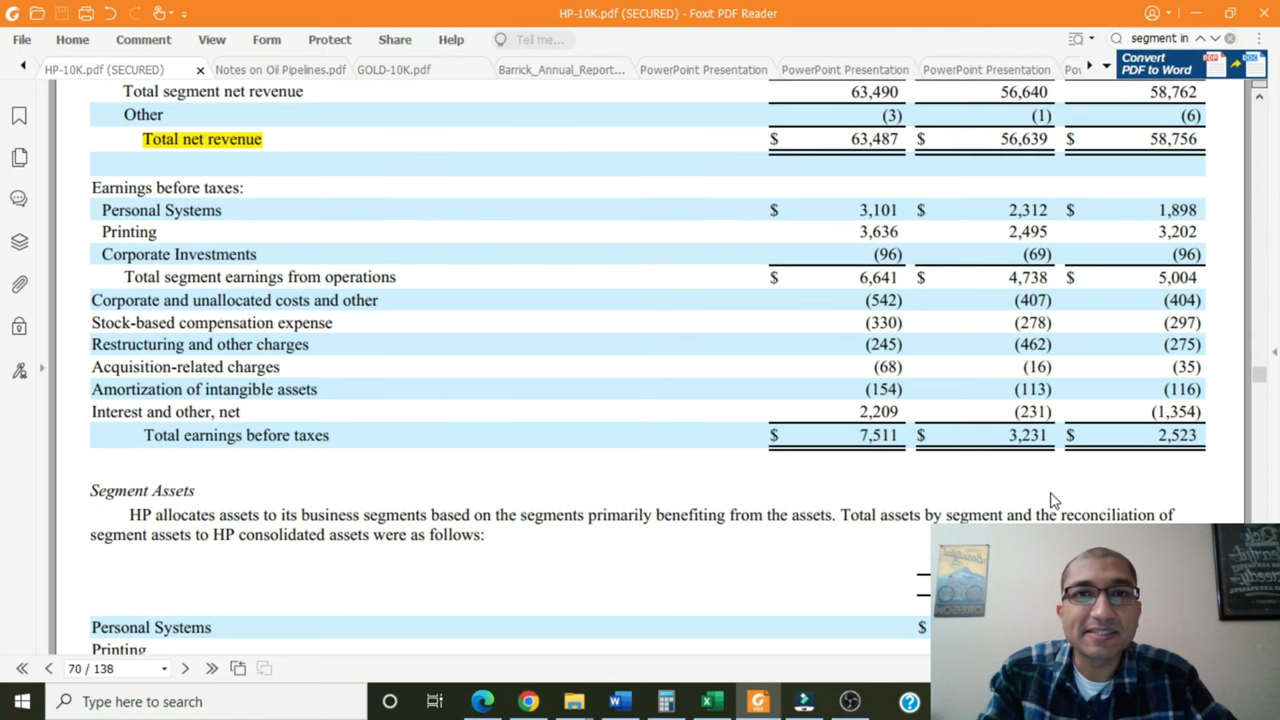 HP-10K.pdf (SECURED) - Foxit PDF Reader
File Home Comment View Form Protect Share Help Tell me... segment in
Convert
PDF to Word
HP-10K.pdf (SECURED) Notes on Oil Pipelines.pdf GOLD-10K.pdf Barrick_Annual_Report... PowerPoint Presentation PowerPoint Presentation PowerPoint Presentation
Total segment net revenue 63,490 56,640 58,762
Other (3) (1) (6)
Total net revenue $ 63,487 $ 56,639 $ 58,756
Earnings before taxes:
Personal Systems $ 3,101 $ 2,312 $ 1,898
Printing 3,636 2,495 3,202
Corporate Investments (96) (69) (96)
Total segment earnings from operations $ 6,641 $ 4,738 $ 5,004
Corporate and unallocated costs and other (542) (407) (404)
Stock-based compensation expense (330) (278) (297)
Restructuring and other charges (245) (462) (275)
Acquisition-related charges (68) (16) (35)
Amortization of intangible assets (154) (113) (116)
Interest and other, net 2,209 (231) (1,354)
Total earnings before taxes $ 7,511 $ 3,231 $ 2,523
Segment Assets
HP allocates assets to its business segments based on the segments primarily benefiting from the assets. Total assets by segment and the reconciliation of
segment assets to HP consolidated assets were as follows:
Personal Systems $
Printing
70 / 138
OREGON
Type here to search